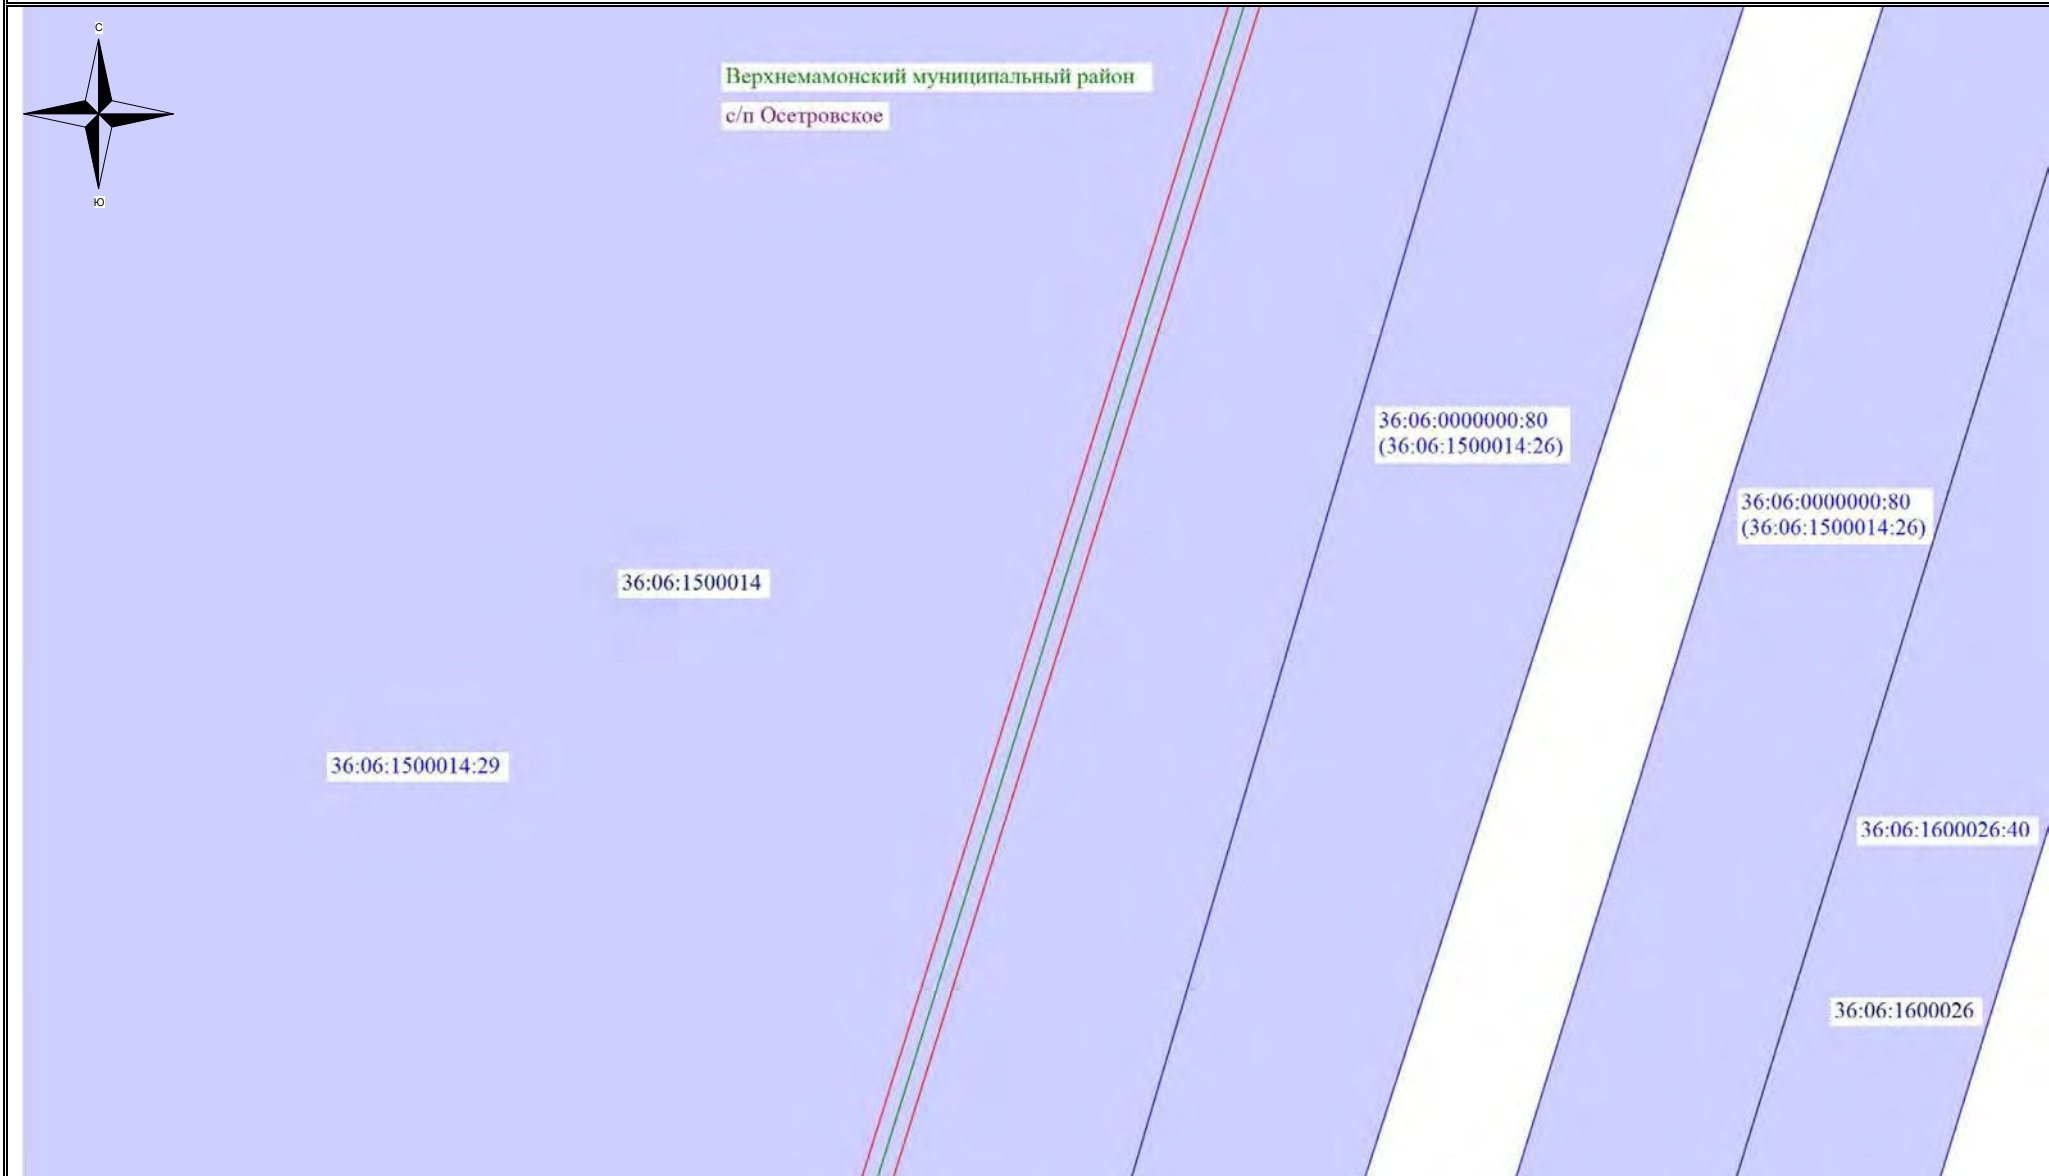 С
Ю
Верхнемамонский муниципальный район
с/п Осетровское
36:06:0000000:80
(36:06:1500014:26)
36:06:0000000:80
(36:06:1500014:26)
36:06:1500014
36:06:1500014:29
36:06:1600026:40
36:06:1600026